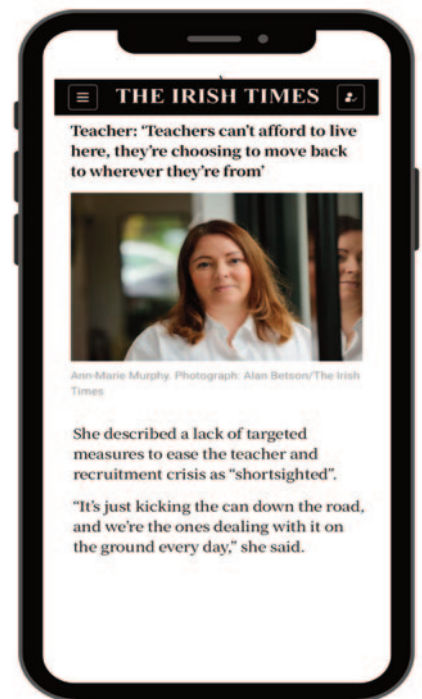 THE IRISH TIMES
Teacher: 'Teachers can't afford to live
here, they're choosing to move back
to wherever they're from'
Ann-Marie Murphy. Photograph: Alan Betson/The Irish
Times
She described a lack of targeted
measures to ease the teacher and
recruitment crisis as “shortsighted”.
“It's just kicking the can down the road,
and we're the ones dealing with it on
the ground every day,” she said.